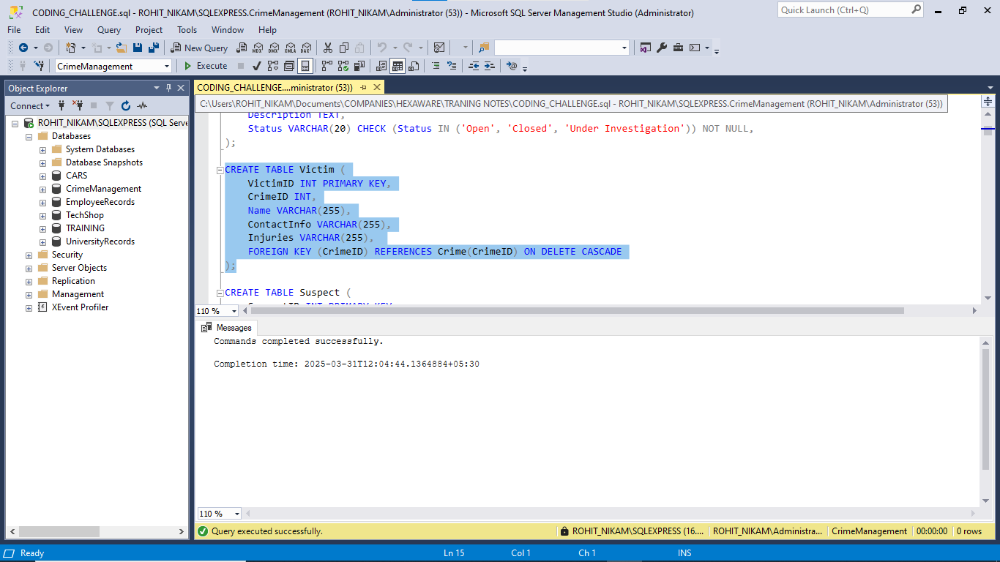 CODING_CHALLENGE.sql - ROHIT_NIKAM\SQLEXPRESS.CrimeManagement (ROHIT_NIKAM\Administrator (53)) - Microsoft SQL Server Management Studio (Administrator)
Quick Launch (Ctrl+Q)
File Edit View Query Project Tools Window Help
New Query MDX DMX XMLA DAX
CrimeManagement Execute
Object Explorer
CODING_CHALLENGE....ministrator (53))
Connect
C:\Users\ROHIT_NIKAM\Documents\COMPANIES\HEXAWARE\TRANING NOTES\CODING_CHALLENGE.sql - ROHIT_NIKAM\SQLEXPRESS.CrimeManagement (ROHIT_NIKAM\Administrator (53))
ROHIT_NIKAM\SQLEXPRESS (SQL Serve
Databases
System Databases
Database Snapshots
CARS
CrimeManagement
EmployeeRecords
TechShop
TRAINING
UniversityRecords
Security
Server Objects
Replication
Management
XEvent Profiler
Description TEXT,
Status VARCHAR(20) CHECK (Status IN ('Open', 'Closed', 'Under Investigation')) NOT NULL,
);
CREATE TABLE Victim (
VictimID INT PRIMARY KEY,
CrimeID INT,
Name VARCHAR(255),
ContactInfo VARCHAR(255),
Injuries VARCHAR(255),
FOREIGN KEY (CrimeID) REFERENCES Crime(CrimeID) ON DELETE CASCADE
);
CREATE TABLE Suspect (
SuspectID INT PRIMARY KEY,
110 %
Messages
Commands completed successfully.
Completion time: 2025-03-31T12:04:44.1364884+05:30
110 %
Query executed successfully. ROHIT_NIKAM\SQLEXPRESS (16.... ROHIT_NIKAM\Administra... CrimeManagement 00:00:00 0 rows
Ready Ln 15 Col 1 Ch 1 INS